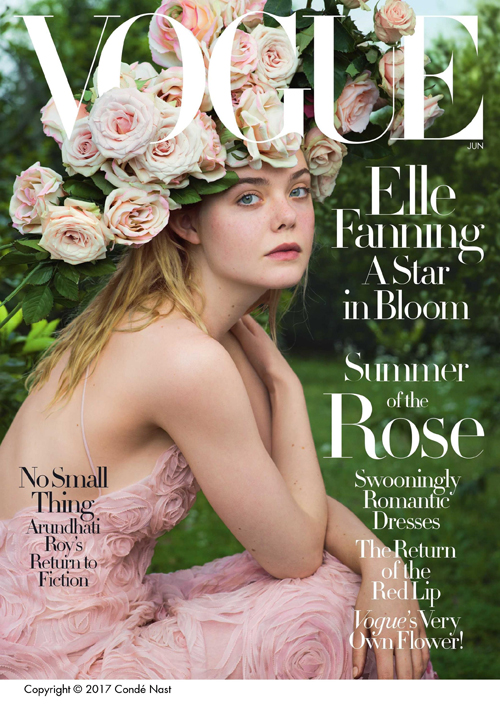 VOGUE
JUN
Elle
Fanning
A Star
in Bloom
Summer
of the
Rose
Swooningly
Romantic
Dresses
The Return
of the
Red Lip
Vogue's Very
Own Flower!
No Small
Thing
Arundhati
Roy's
Return to
Fiction
Copyright © 2017 Condé Nast